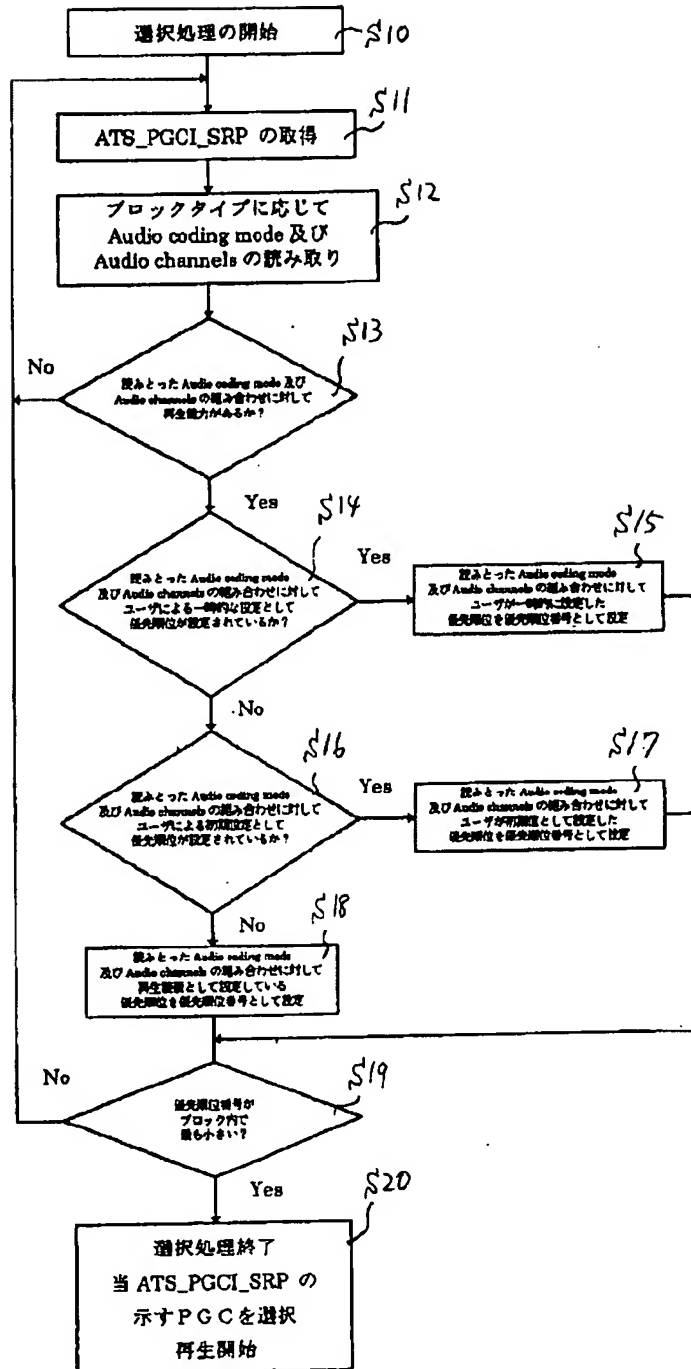 選択処理の開始
S10
S11
ATS_PGCI_SRP の取得
S12
ブロックタイプに応じて
Audio coding mode 及び
Audio channels の読み取り
S13
No
読みとった Audio coding mode 及び
Audio channels の組み合わせに対して
再生能力があるか？
Yes
S14
読みとった Audio coding mode
及び Audio channels の組み合わせに対して
ユーザによる一時的な設定として
優先順位が設定されているか？
Yes
S15
読みとった Audio coding mode
及び Audio channels の組み合わせに対して
ユーザが一時的に設定した
優先順位を優先順位番号として設定
No
S16
読みとった Audio coding mode
及び Audio channels の組み合わせに対して
ユーザによる初期設定として
優先順位が設定されているか？
Yes
S17
読みとった Audio coding mode
及び Audio channels の組み合わせに対して
ユーザが初期値として設定した
優先順位を優先順位番号として設定
No
S18
読みとった Audio coding mode
及び Audio channels の組み合わせに対して
再生装置として設定している
優先順位を優先順位番号として設定
No
S19
優先順位番号が
ブロック内で
最も小さい？
Yes
S20
選択処理終了
当 ATS_PGCI_SRP の
示すＰＧＣを選択
再生開始